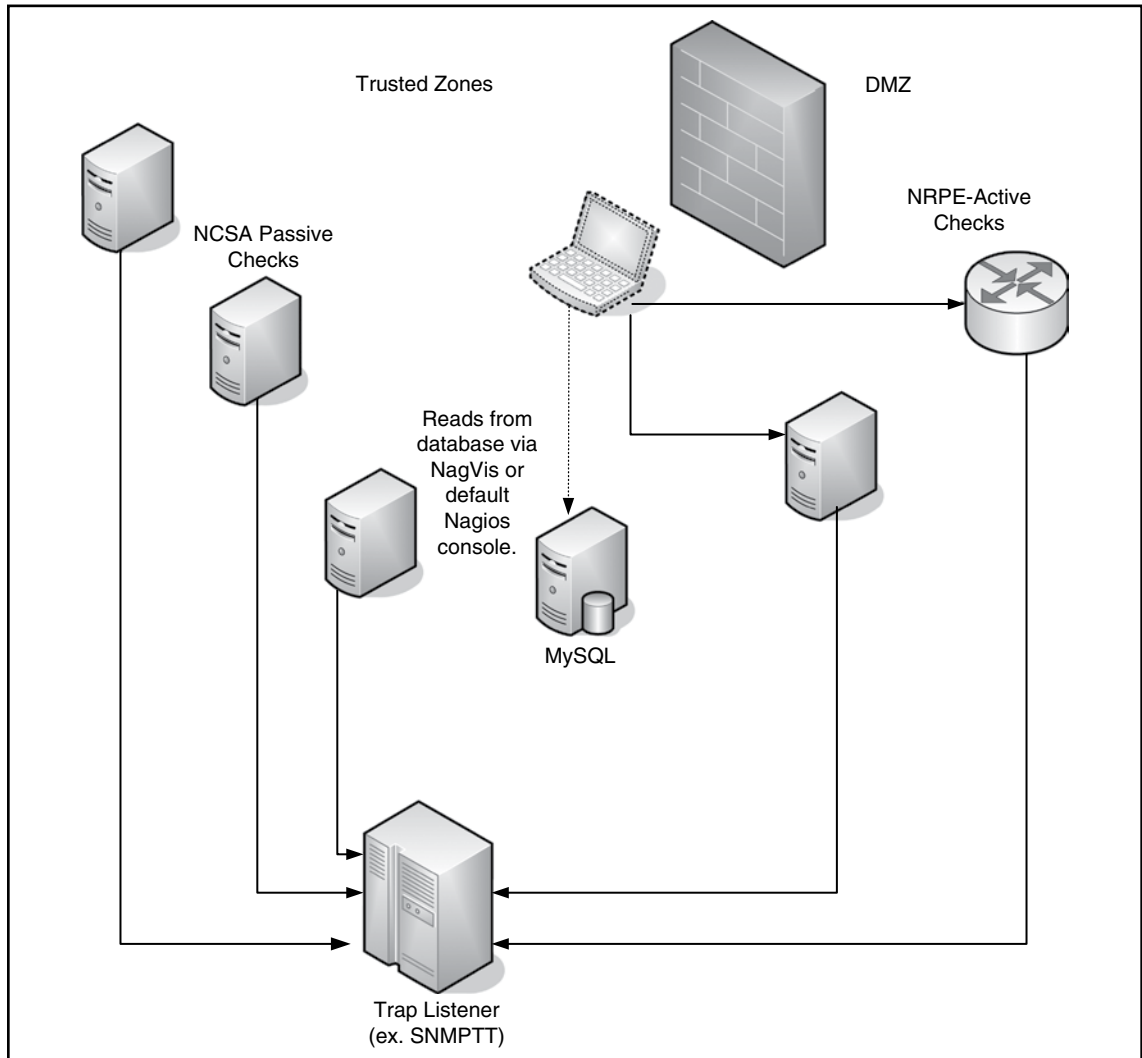 Trusted Zones
DMZ
NRPE-Active
Checks
NCSA Passive
Checks
Reads from
database via
NagVis or
default
Nagios
console.
MySQL
Trap Listener
(ex. SNMPTT)